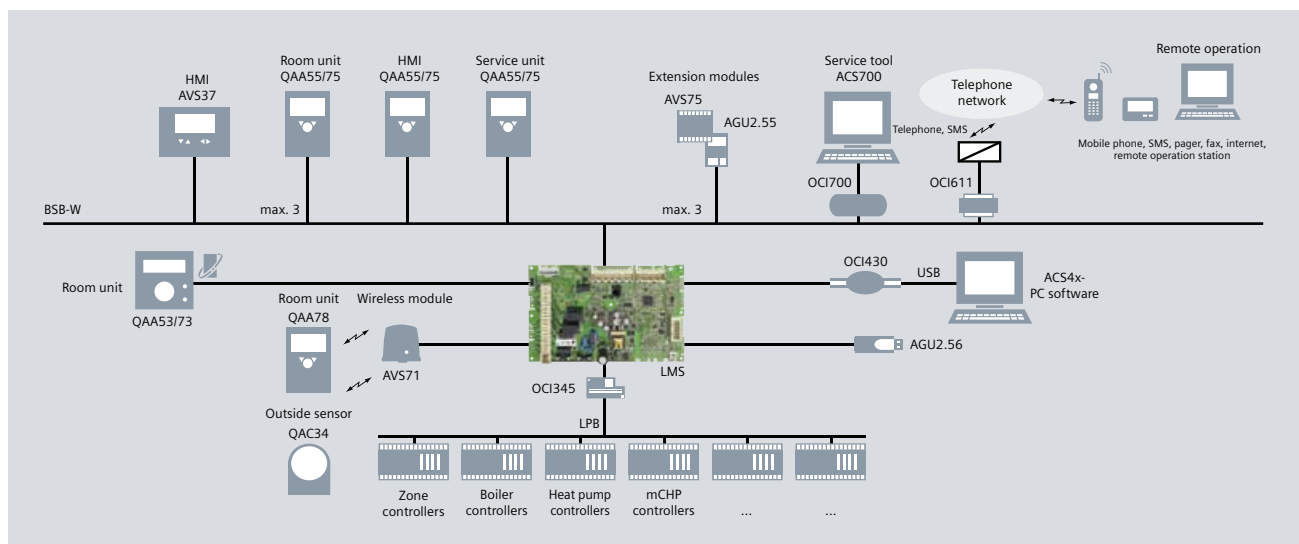 HMI
AVS37
Room unit
QAA55/75
HMI
QAA55/75
Service unit
QAA55/75
Extension modules
AVS75
AGU2.55
Service tool
ACS700
OCI700
Telephone
network
Telephone, SMS
OCI611
Remote operation
Mobile phone, SMS, pager, fax, internet,
remote operation station
BSB-W
max. 3
max. 3
Room unit
QAA53/73
Room unit
QAA78
Wireless module
AVS71
Outside sensor
QAC34
LMS
OCI430
USB
ACS4x-
PC software
AGU2.56
OCI345
LPB
Zone
controllers
Boiler
controllers
Heat pump
controllers
mCHP
controllers
...
...